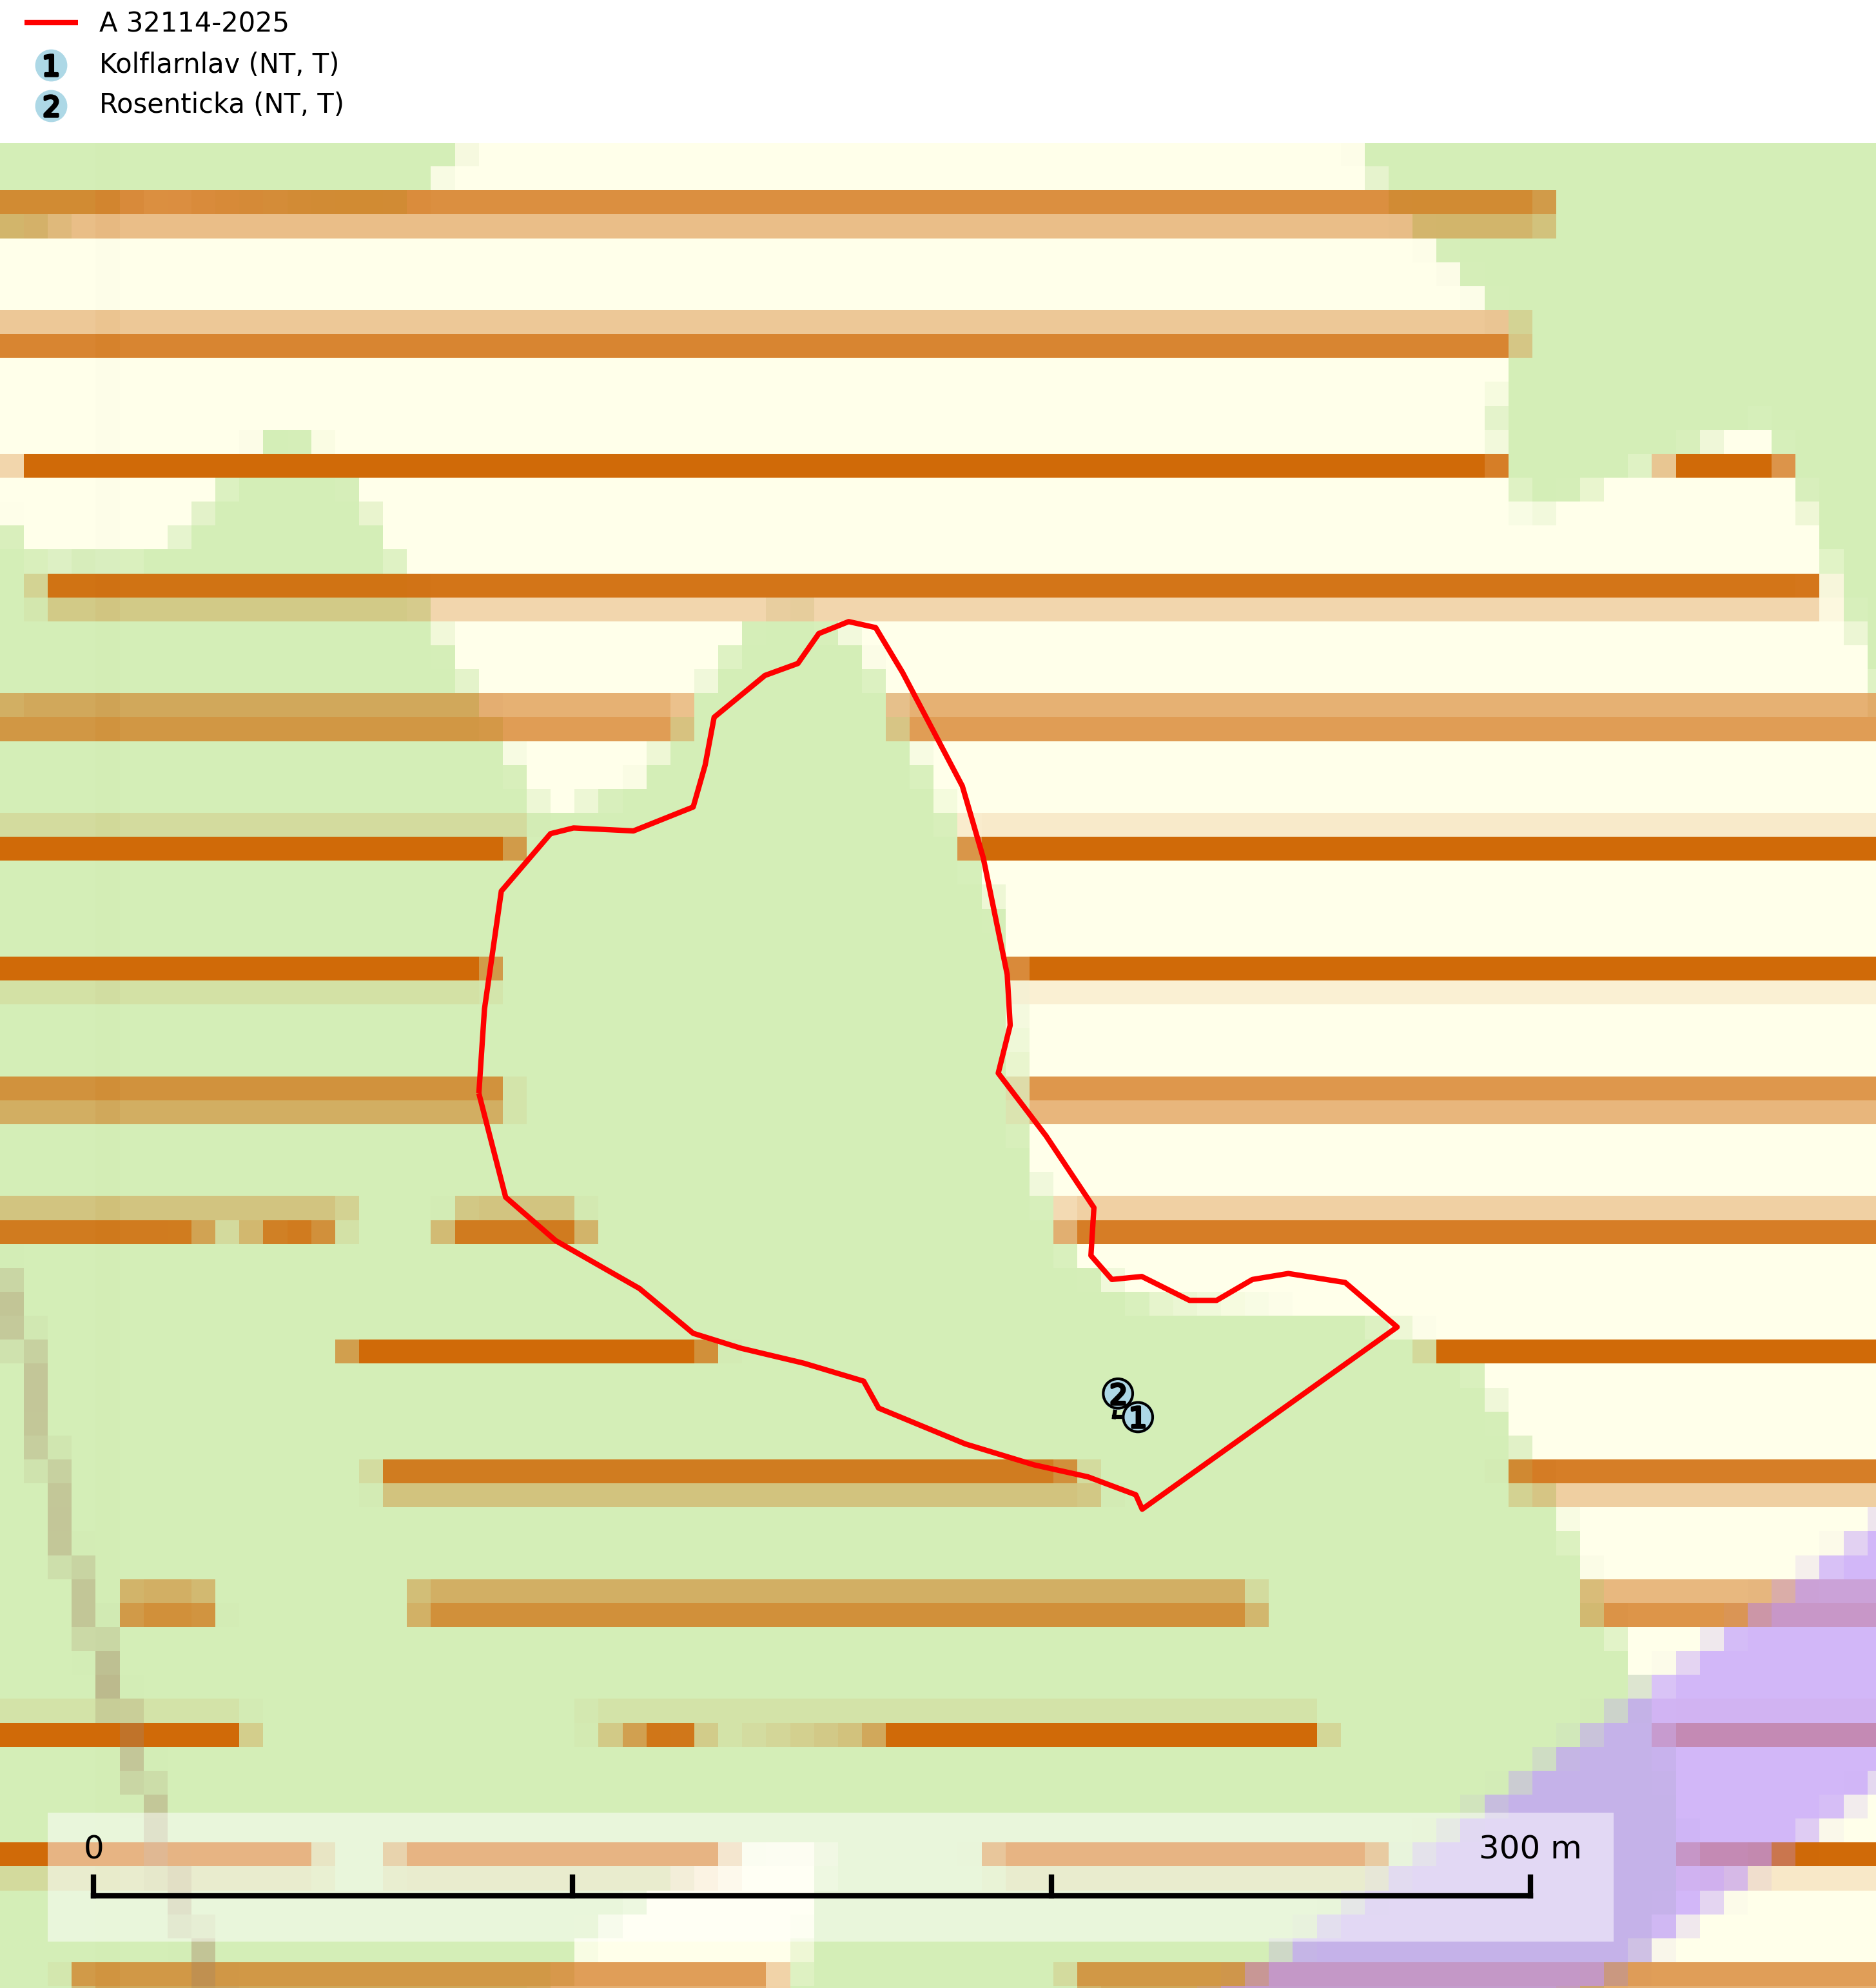 A 32114-2025
1 Kolflarnlav (NT, T)
2 Rosenticka (NT, T)
2
1
0 300 m